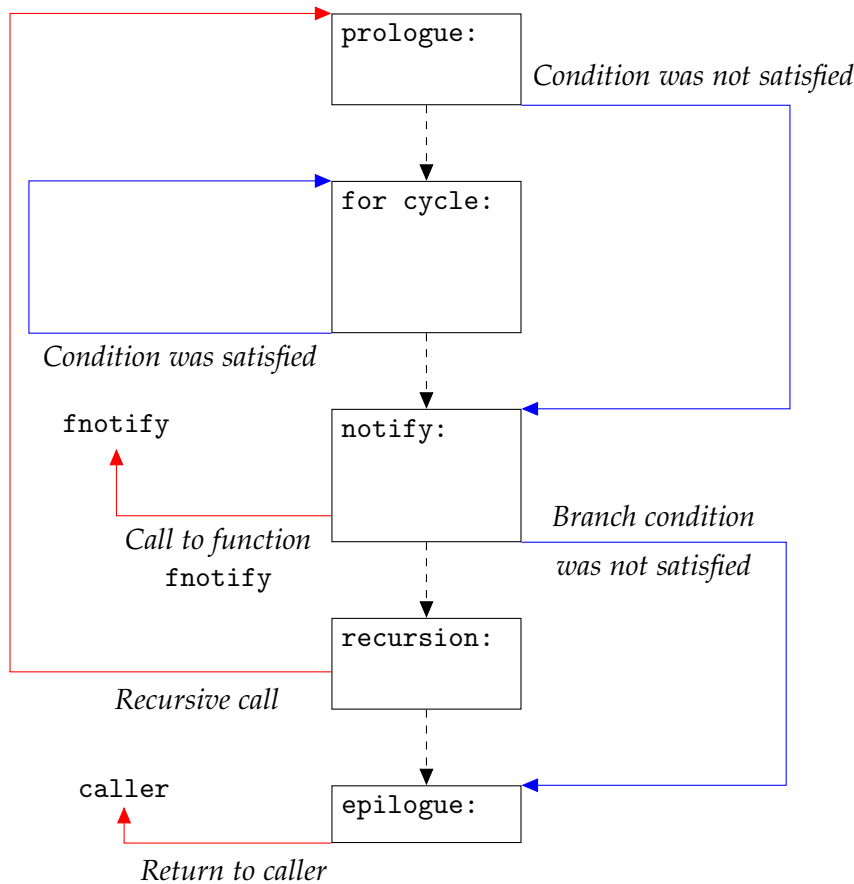 prologue:
Condition was not satisfied
for cycle:
Condition was satisfied
fnotify
notify:
Call to function
fnotify
Branch condition
was not satisfied
recursion:
Recursive call
caller
epilogue:
Return to caller